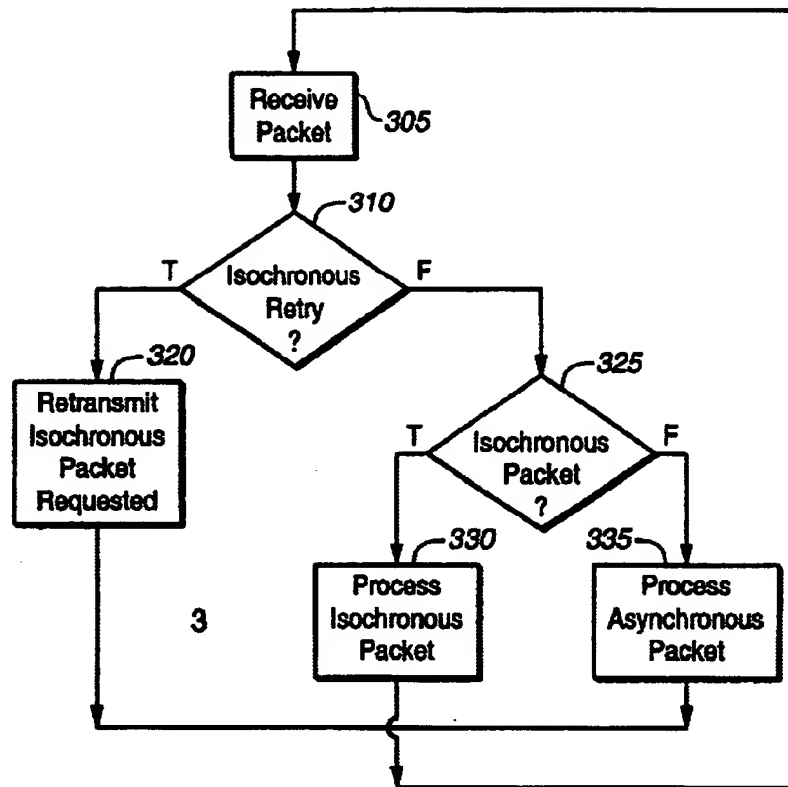 Receive
Packet
305
310
T
Isochronous
Retry
?
F
320
Retransmit
Isochronous
Packet
Requested
325
T
Isochronous
Packet
?
F
330
Process
Isochronous
Packet
335
Process
Asynchronous
Packet
3